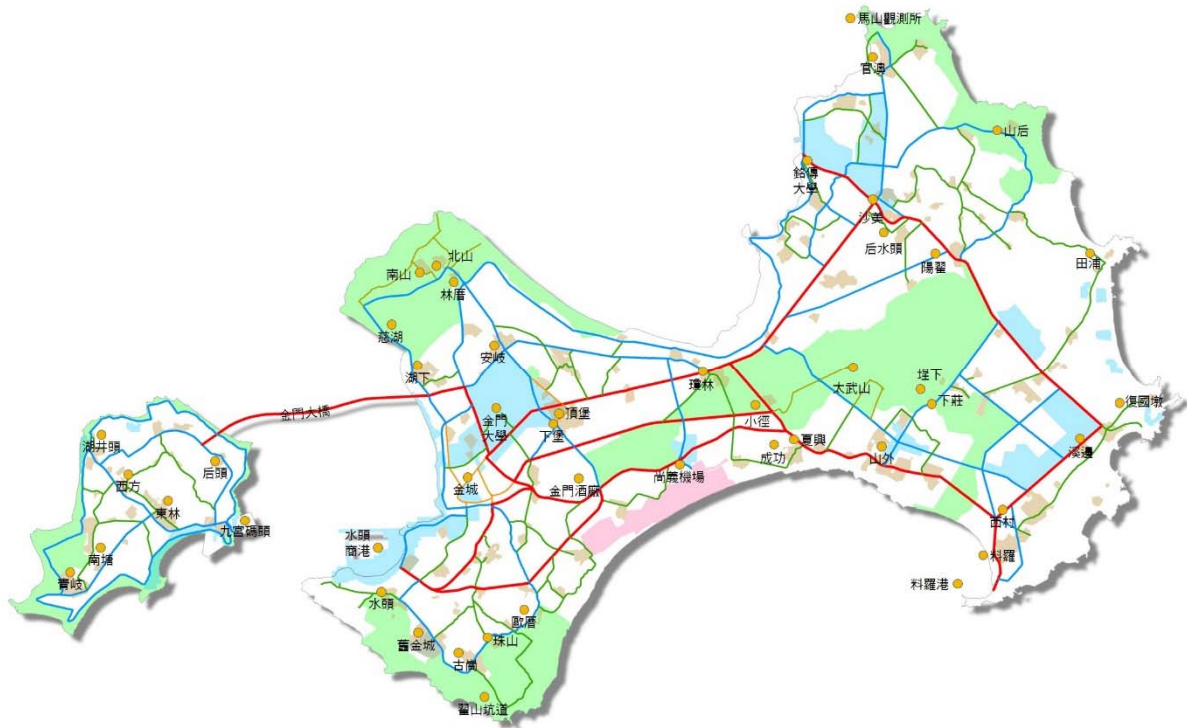 馬山觀測所
官澳
山后
銘傳
大學
沙美
后水頭
陽翟
田浦
北山
南山
林厝
慈湖
安岐
湖下
瓊林
太武山
埕下
下莊
復國墩
金門大橋
金門
大學
頂堡
下堡
小徑
夏興
成功
山外
溪邊
湖井頭
后頭
西方
東林
九宮碼頭
南塘
青岐
金城
金門酒廠
尚義機場
西村
料羅
料羅港
水頭
商港
水頭
歐厝
舊金城
珠山
古崗
翟山坑道